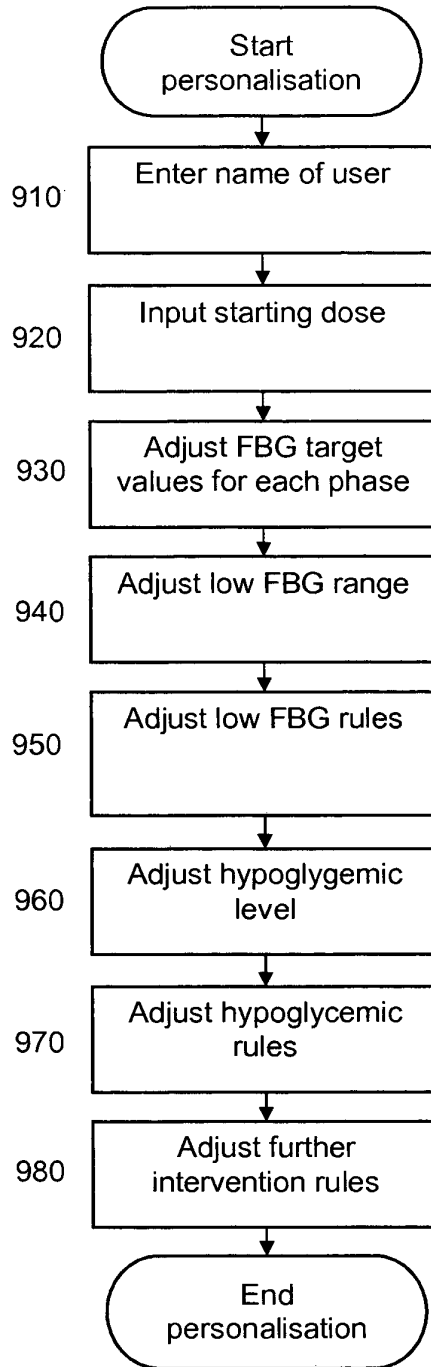 Start
personalisation
910
Enter name of user
920
Input starting dose
930
Adjust FBG target
values for each phase
940
Adjust low FBG range
950
Adjust low FBG rules
960
Adjust hypoglygemic
level
970
Adjust hypoglycemic
rules
980
Adjust further
intervention rules
End
personalisation